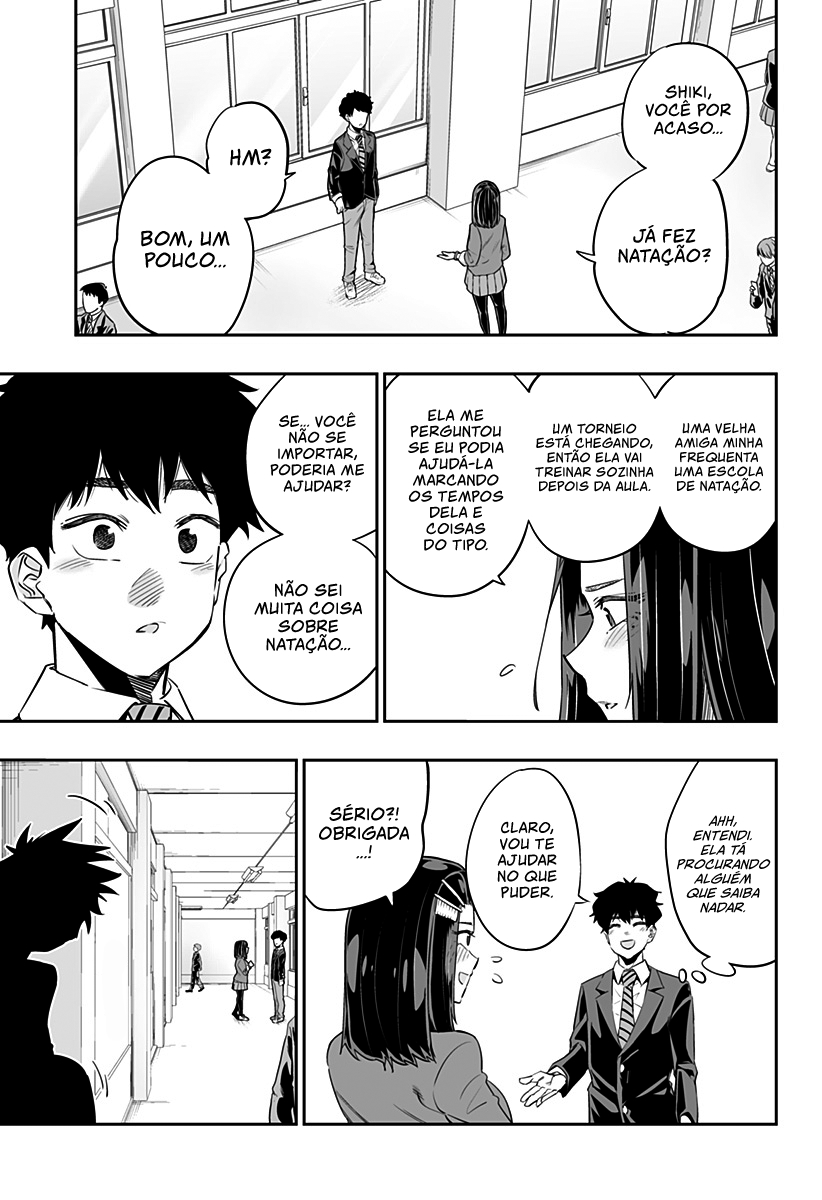 SHIKI,
VOCÊ POR
ACASO...
JÁ FEZ
NATAÇÃO?
HM?
BOM, UM
POUCO...
UMA VELHA
AMIGA MINHA
FREQUENTA
UMA ESCOLA
DE NATAÇÃO.
UM TORNEIO
ESTÁ CHEGANDO,
ENTÃO ELA VAI
TREINAR SOZINHA
DEPOIS DA AULA.
ELA ME
PERGUNTOU
SE EU PODIA
AJUDÁ-LA
MARCANDO
OS TEMPOS
DELA E
COISAS
DO TIPO.
SE... VOCÊ
NÃO SE
IMPORTAR,
PODERIA ME
AJUDAR?
NÃO SEI
MUITA COISA
SOBRE
NATAÇÃO...
AHH,
ENTENDI.
ELA TÁ
PROCURANDO
ALGUÉM
QUE SAIBA
NADAR.
CLARO,
VOU TE
AJUDAR
NO QUE
PUDER.
SÉRIO?!
OBRIGADA
...!